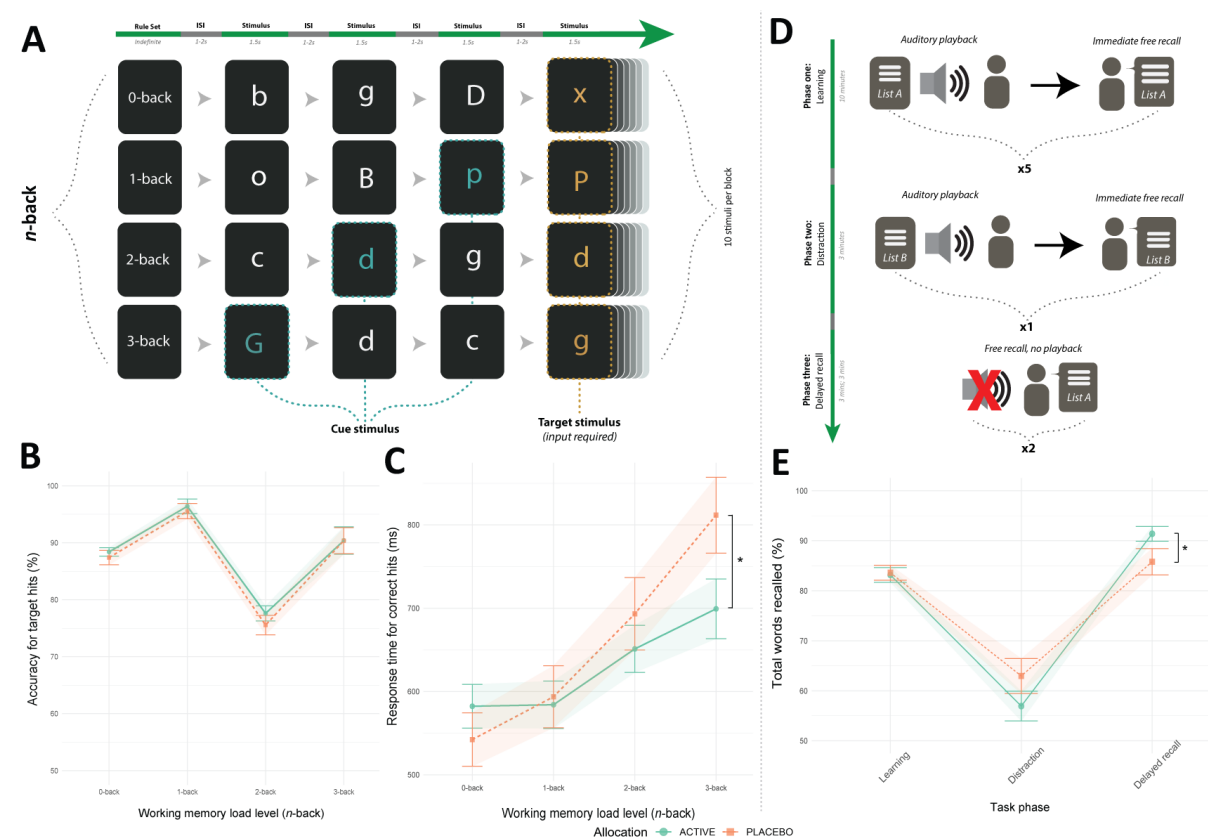 A
Rule Set ISI Stimulus ISI Stimulus ISI Stimulus ISI Stimulus
Indefinite 1-2s 1.5s 1-2s 1.5s 1-2s 1.5s 1-2s 1.5s
n-back
0-back b g D x
1-back o B p P
2-back c d g d
3-back G d c g
10 stimuli per block
Cue stimulus
Target stimulus
(input required)
D
Phase one:
Learning
10 minutes
Auditory playback Immediate free recall
List A List A
x5
Phase two:
Distraction
3 minutes
Auditory playback Immediate free recall
List B List B
x1
Phase three:
Delayed recall
3 mins; 3 mins
Free recall, no playback
X
List A
x2
B
Accuracy for target hits (%)
100
90
80
70
60
50
0-back 1-back 2-back 3-back
Working memory load level (n-back)
C
Response time for correct hits (ms)
800
700
600
500
*
0-back 1-back 2-back 3-back
Working memory load level (n-back)
E
Total words recalled (%)
100
90
80
70
60
50
*
Learning Distraction Delayed recall
Task phase
Allocation ACTIVE PLACEBO